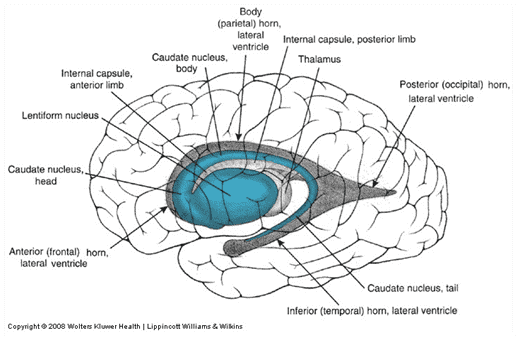 Body
(parietal) horn,
lateral
ventricle
Internal capsule, posterior limb
Caudate nucleus,
body
Thalamus
Internal capsule,
anterior limb
Posterior (occipital) horn,
lateral ventricle
Lentiform nucleus
Caudate nucleus,
head
Anterior (frontal) horn,
lateral ventricle
Caudate nucleus, tail
Inferior (temporal) horn, lateral ventricle
Copyright © 2008 Wolters Kluwer Health | Lippincott Williams & Wilkins